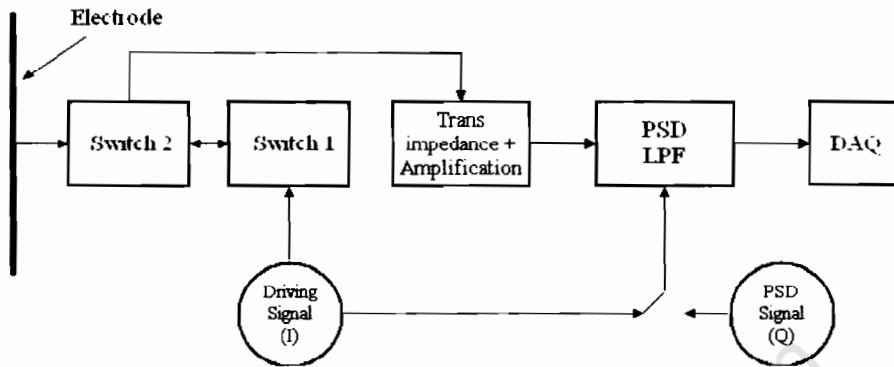 Electrode
Switch 2
Switch 1
Trans
impedance +
Amplification
PSD
LPF
DAQ
Driving
Signal
(I)
PSD
Signal
(Q)